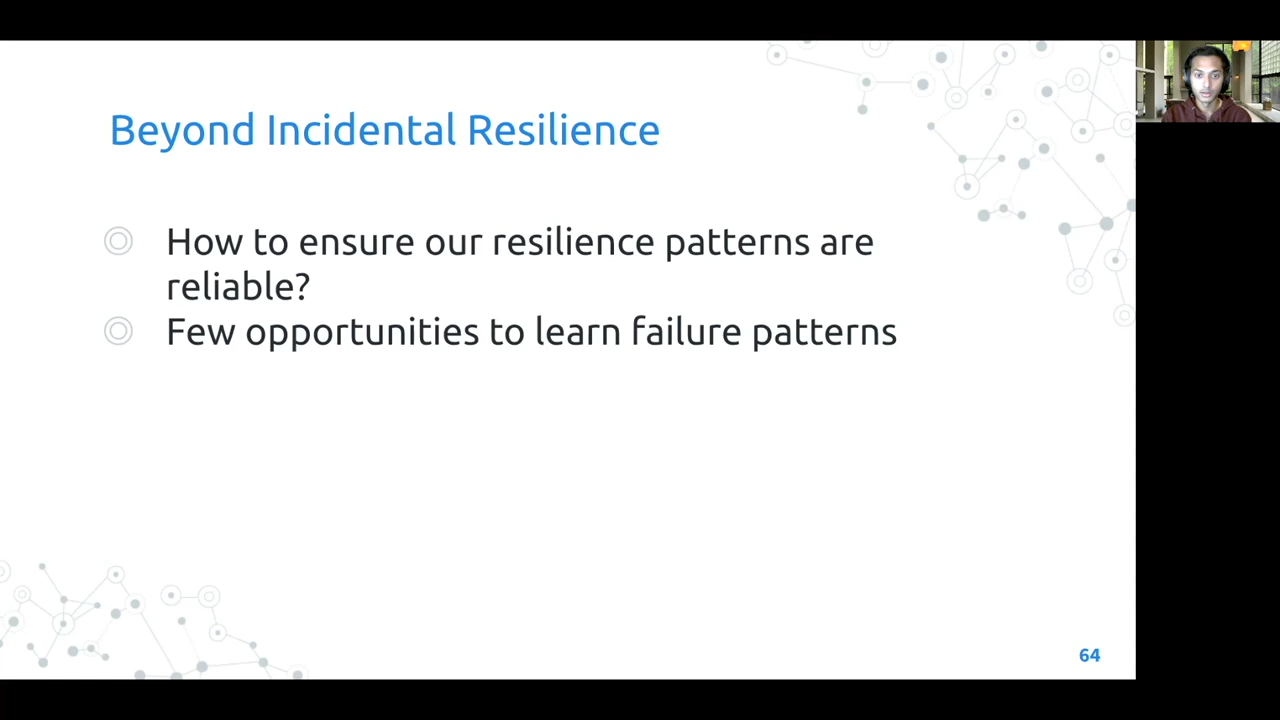 Beyond Incidental Resilience
How to ensure our resilience patterns are
reliable?
Few opportunities to learn failure patterns
64